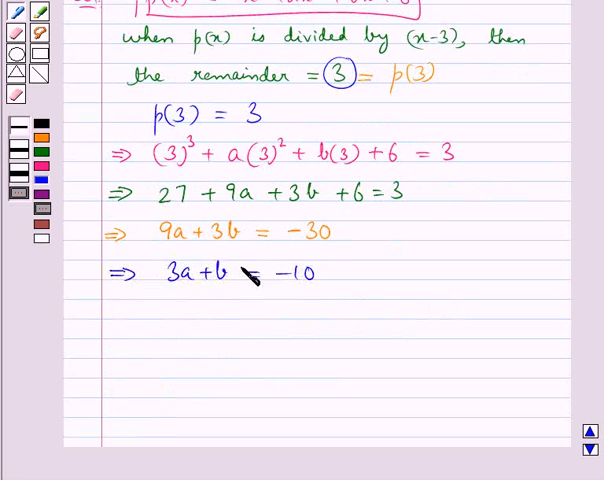 when p(x) is divided by (x-3), then
the remainder = 3 = p(3)
p(3) = 3
⇒ (3)³ + a(3)² + b(3) + 6 = 3
⇒ 27 + 9a + 3b + 6 = 3
⇒ 9a + 3b = -30
⇒ 3a + b = -10